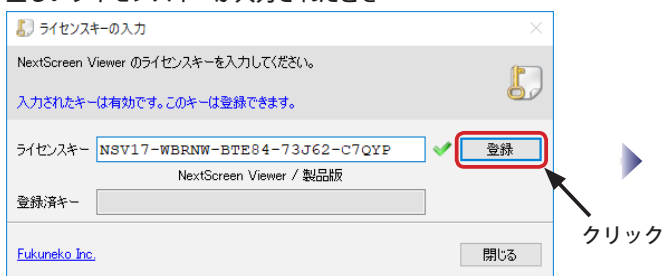 ライセンスキーの入力
NextScreen Viewer のライセンスキーを入力してください。
入力されたキーは有効です。このキーは登録できます。
ライセンスキー NSV17-WBRNW-BTE84-73J62-C7QYP 登録
NextScreen Viewer / 製品版
登録済キー
クリック
Fukuneko Inc. 閉じる